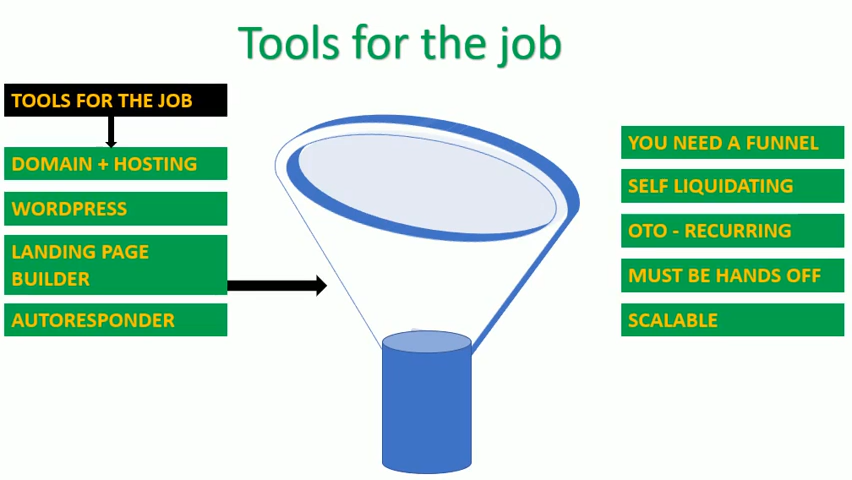 Tools for the job
TOOLS FOR THE JOB
DOMAIN + HOSTING
WORDPRESS
LANDING PAGE
BUILDER
AUTORESPONDER
YOU NEED A FUNNEL
SELF LIQUIDATING
OTO - RECURRING
MUST BE HANDS OFF
SCALABLE